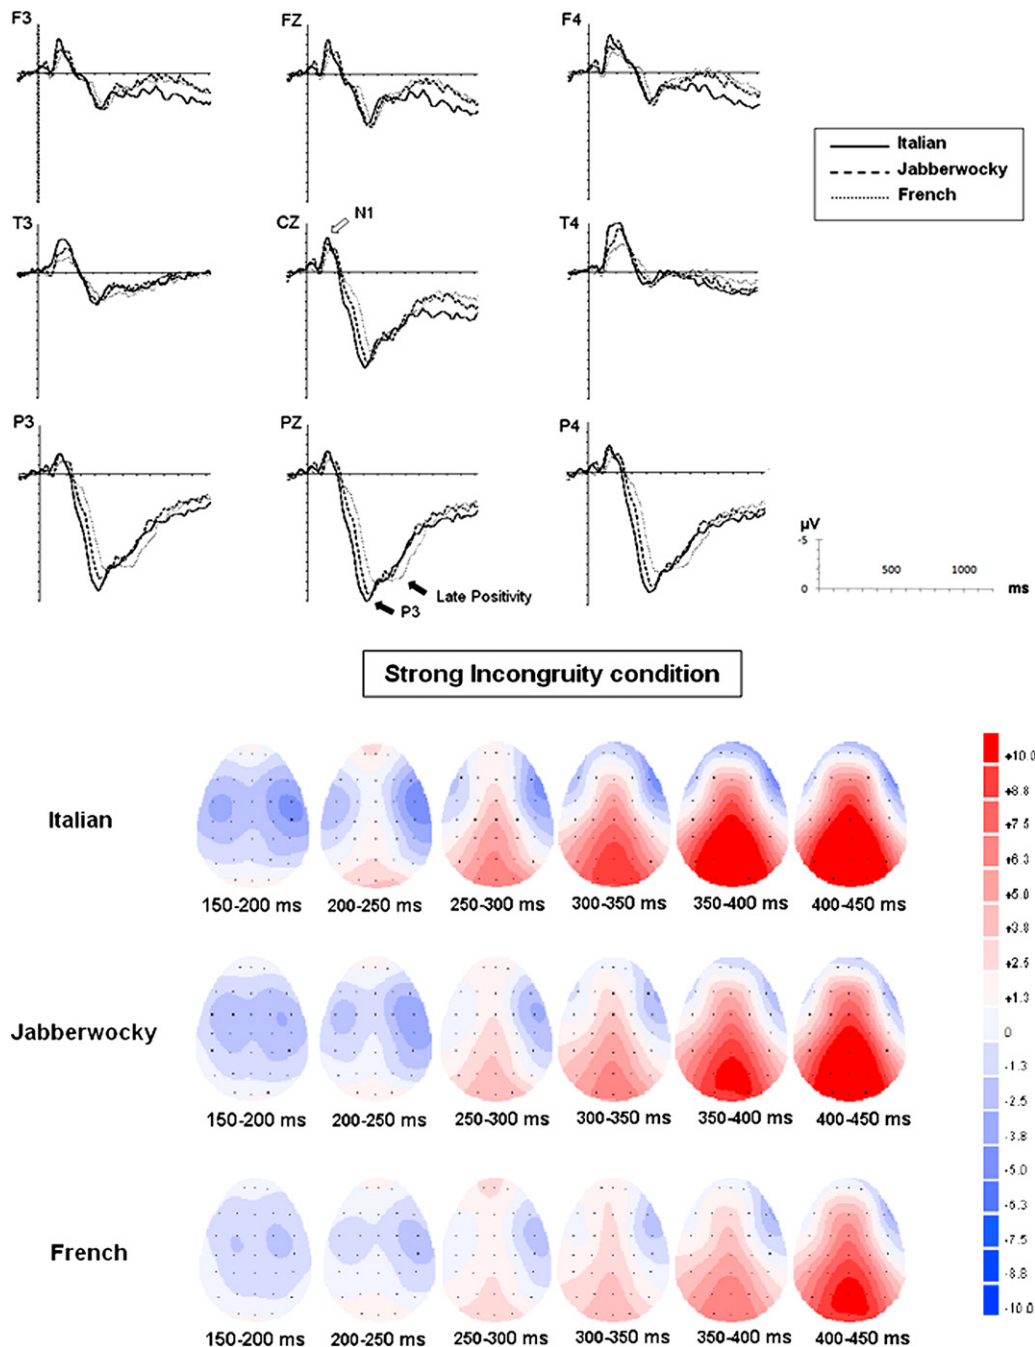 F3 FZ F4
Italian
Jabberwocky
French
T3 CZ T4
N1
P3 PZ P4
Late Positivity
P3
µV
-5
0
500 1000
ms
Strong Incongruity condition
Italian
150-200 ms 200-250 ms 250-300 ms 300-350 ms 350-400 ms 400-450 ms
Jabberwocky
150-200 ms 200-250 ms 250-300 ms 300-350 ms 350-400 ms 400-450 ms
French
150-200 ms 200-250 ms 250-300 ms 300-350 ms 350-400 ms 400-450 ms
+10.0
+8.8
+7.5
+6.3
+5.0
+3.8
+2.5
+1.3
0
-1.3
-2.5
-3.8
-5.0
-6.3
-7.5
-8.8
-10.0